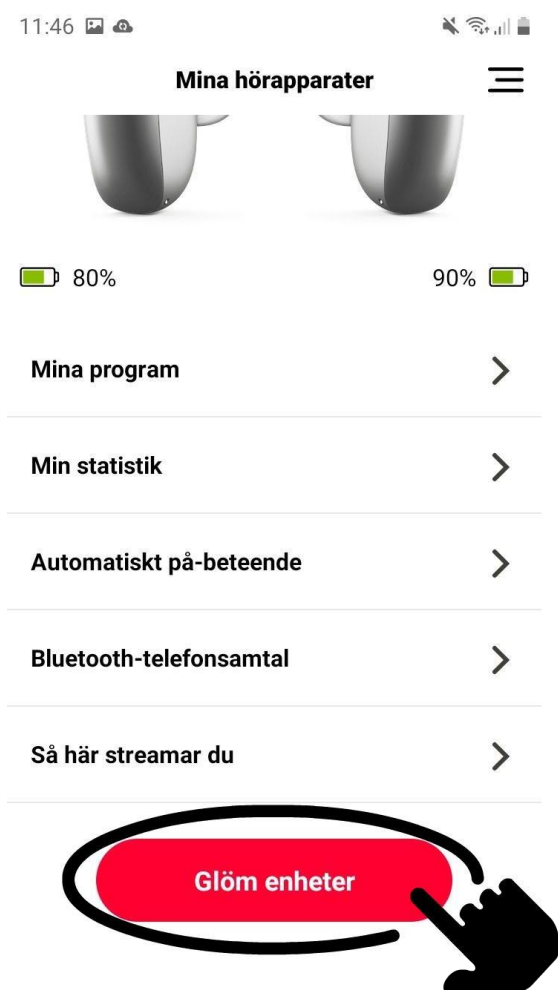 11:46
Mina hörapparater
80%
90%
Mina program
Min statistik
Automatiskt på-beteende
Bluetooth-telefonsamtal
Så här streamar du
Glöm enheter